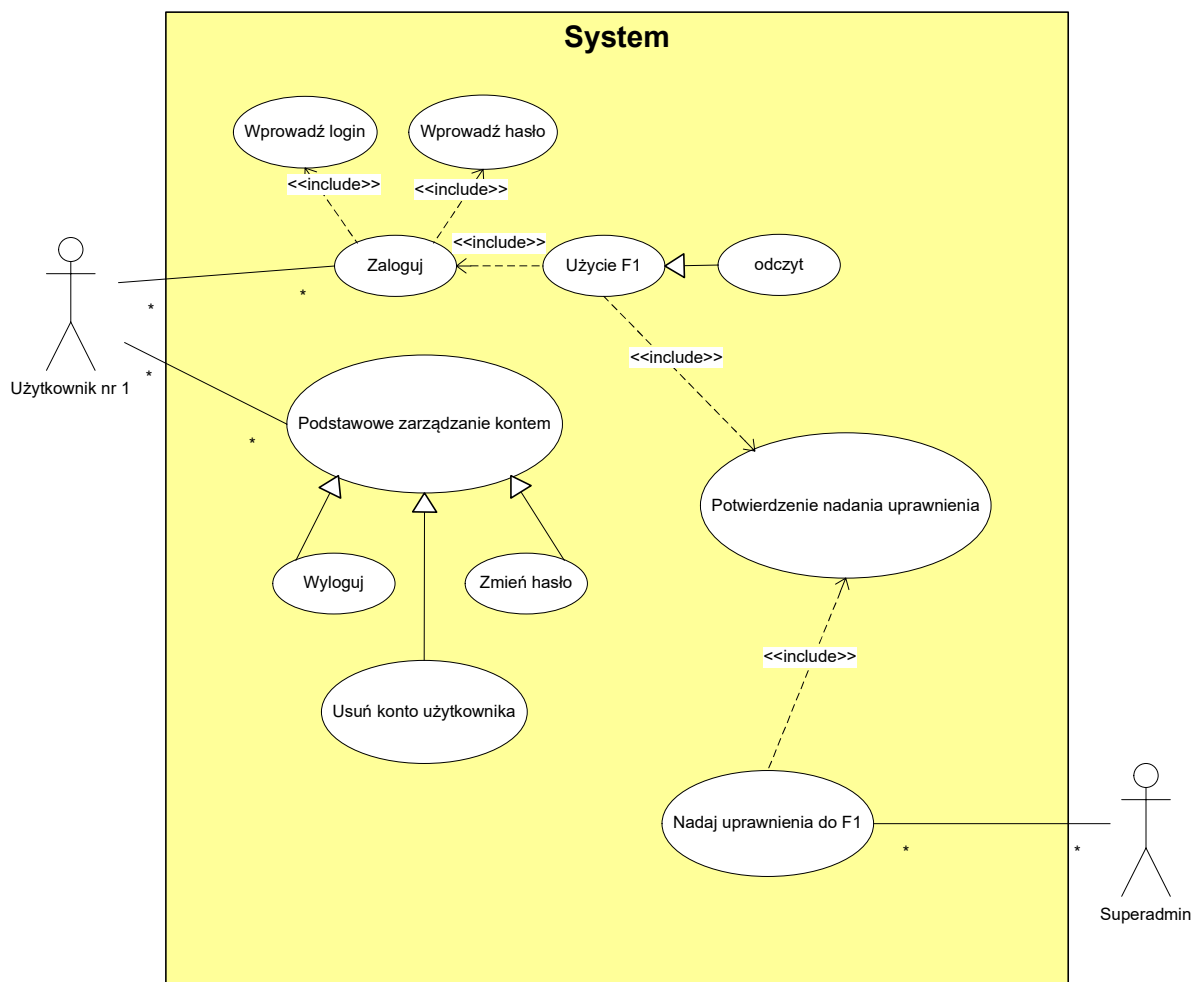 System
Wprowadź login
Wprowadź hasło
<<include>>
<<include>>
<<include>>
Zaloguj
Użycie F1
odczyt
*
*
<<include>>
Użytkownik nr 1
*
*
Podstawowe zarządzanie kontem
Potwierdzenie nadania uprawnienia
Wyloguj
Zmień hasło
<<include>>
Usuń konto użytkownika
Nadaj uprawnienia do F1
*
*
Superadmin